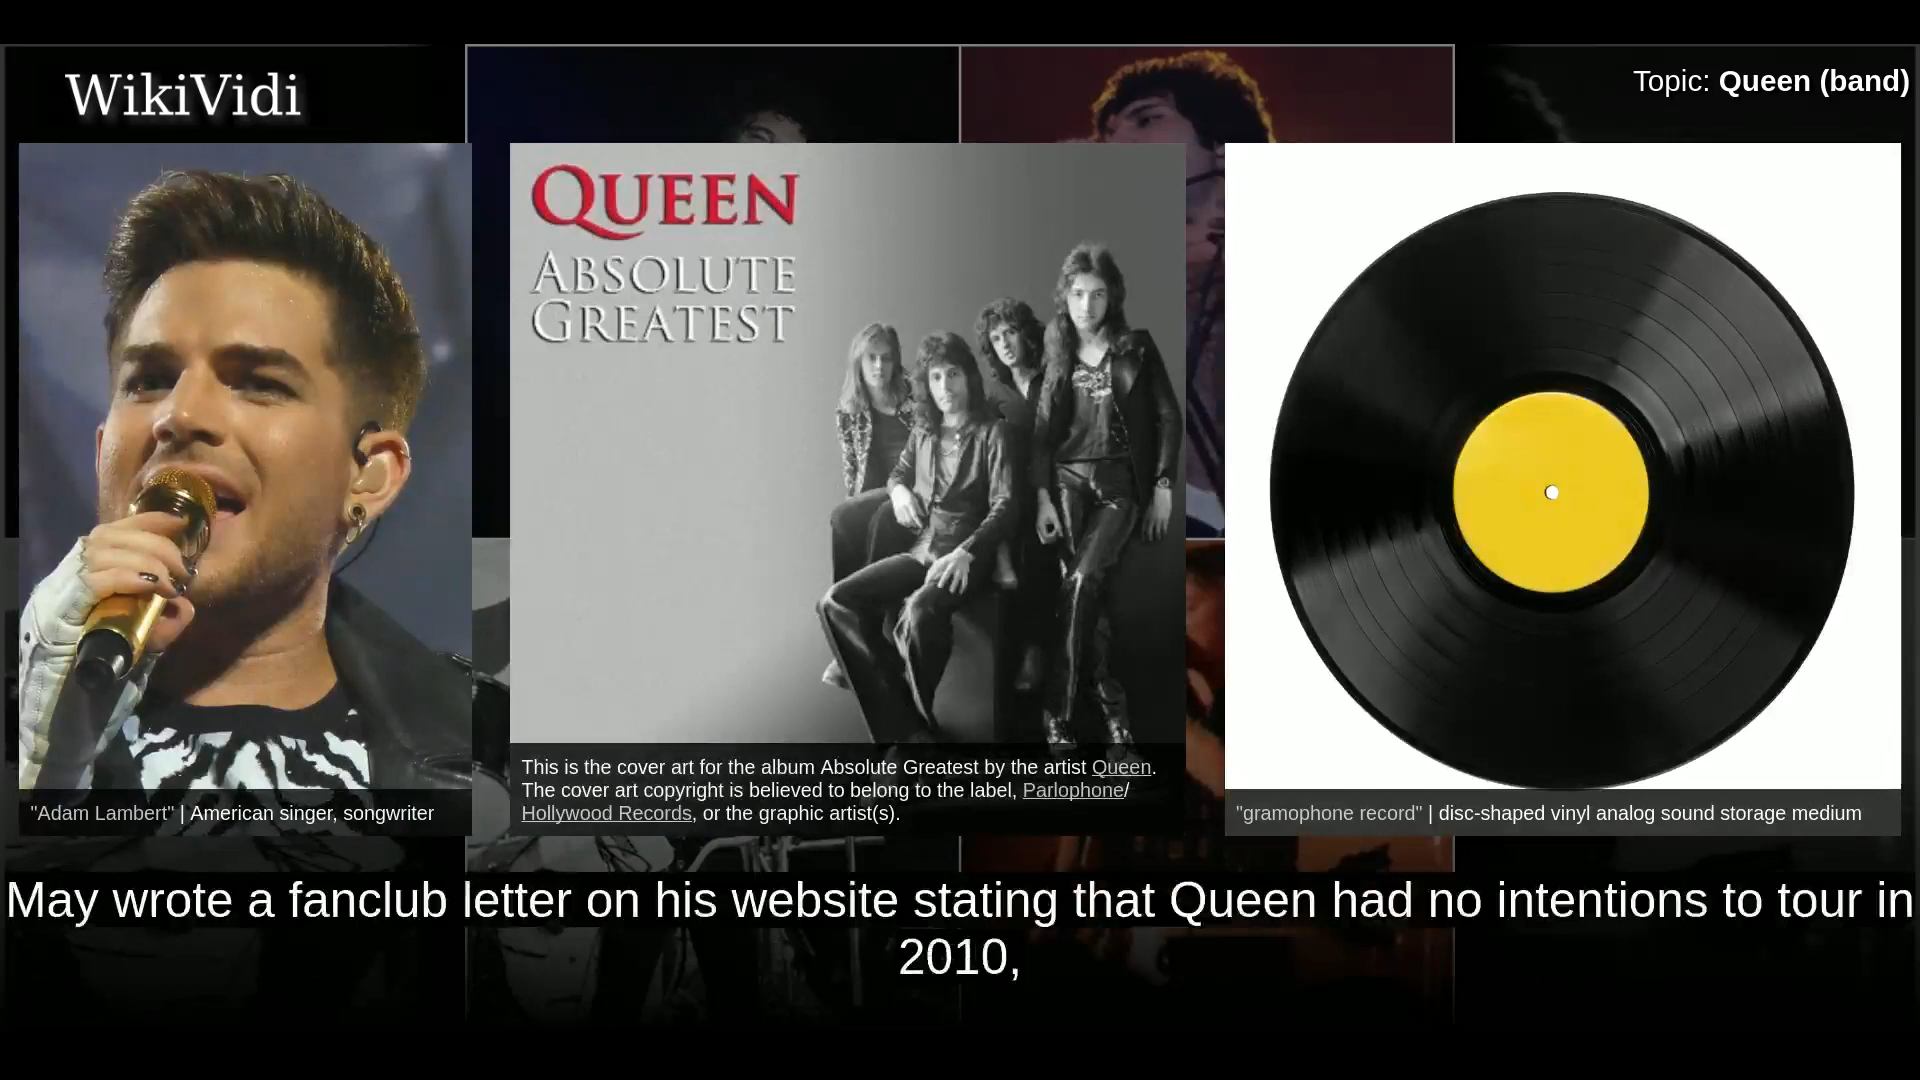 WikiVidi
Topic: Queen (band)
QUEEN
ABSOLUTE
GREATEST
"Adam Lambert" | American singer, songwriter
This is the cover art for the album Absolute Greatest by the artist Queen.
The cover art copyright is believed to belong to the label, Parlophone/
Hollywood Records, or the graphic artist(s).
"gramophone record" | disc-shaped vinyl analog sound storage medium
May wrote a fanclub letter on his website stating that Queen had no intentions to tour in
2010,